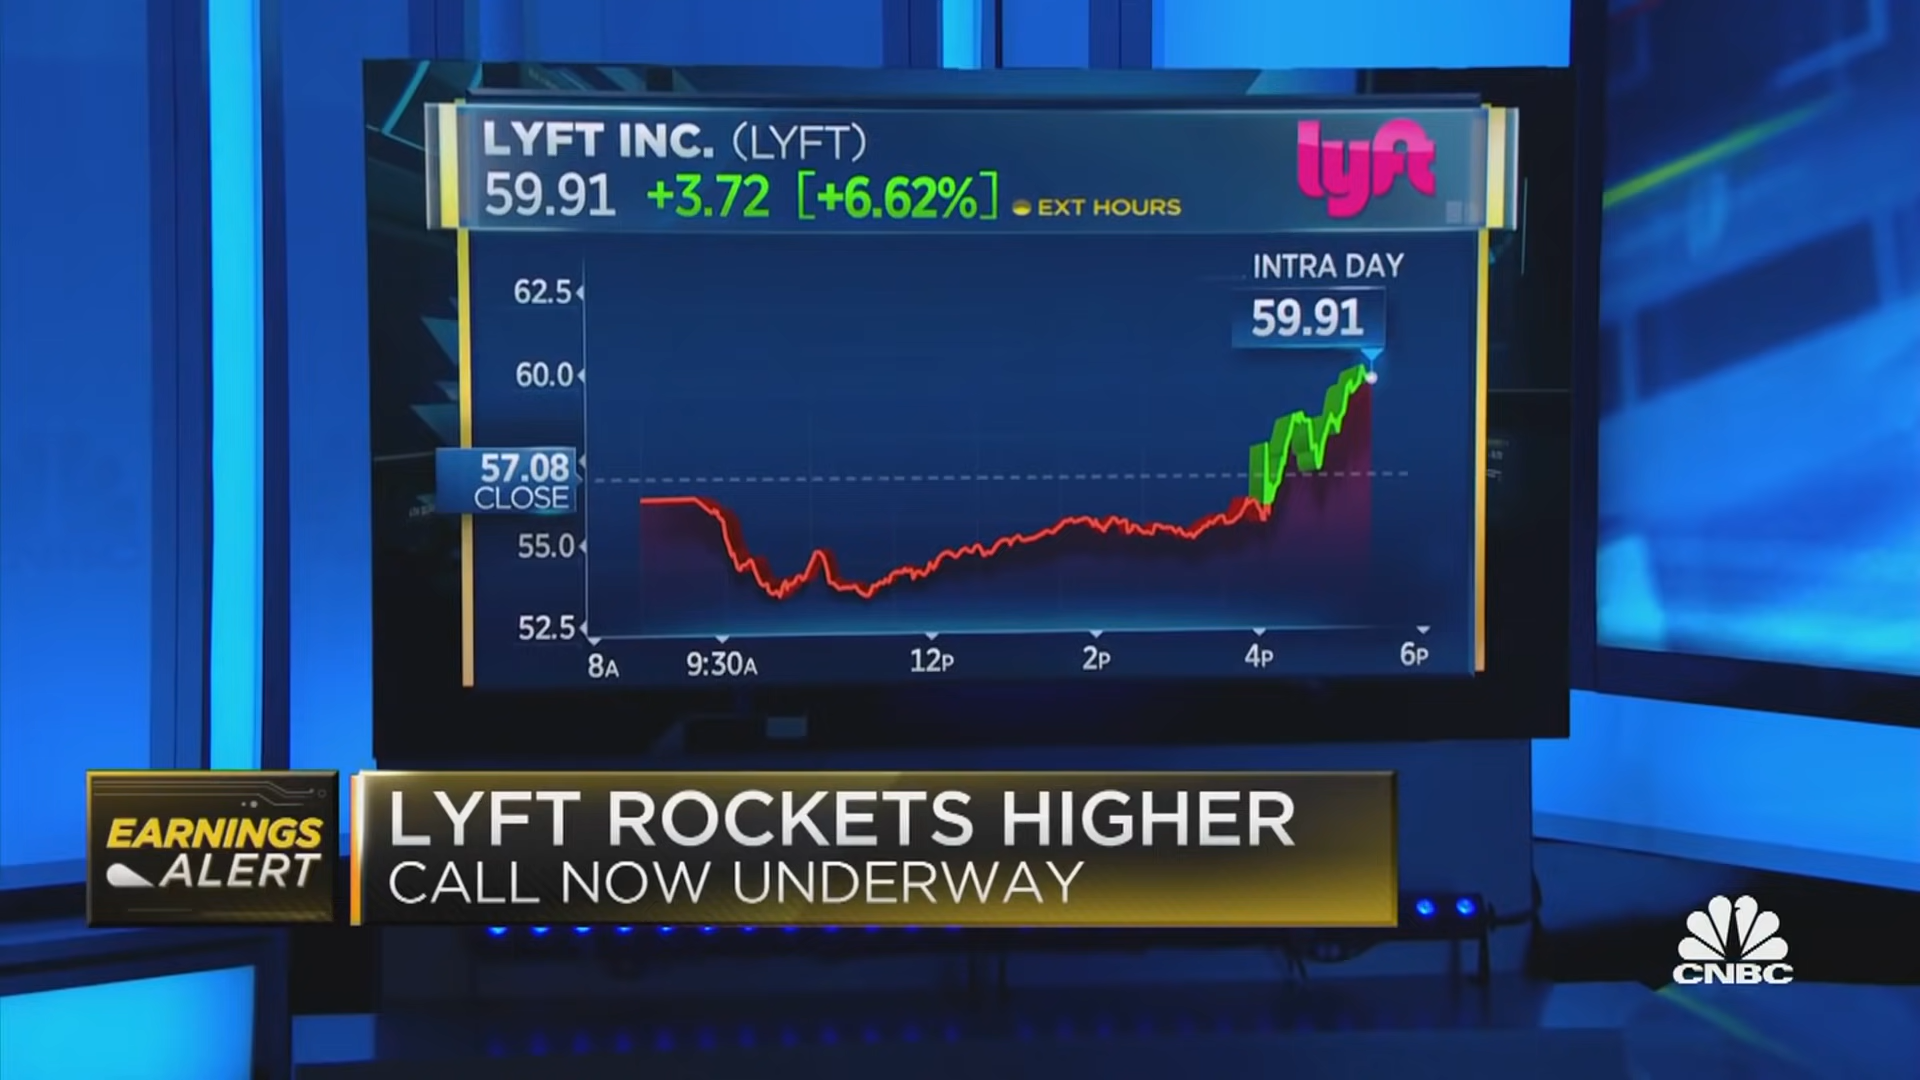 LYFT INC. (LYFT)
59.91 +3.72 [+6.62%] EXT HOURS
lyft
INTRA DAY
59.91
62.5
60.0
57.08
CLOSE
55.0
52.5
8A 9:30A 12P 2P 4P 6P
EARNINGS
ALERT
LYFT ROCKETS HIGHER
CALL NOW UNDERWAY
CNBC